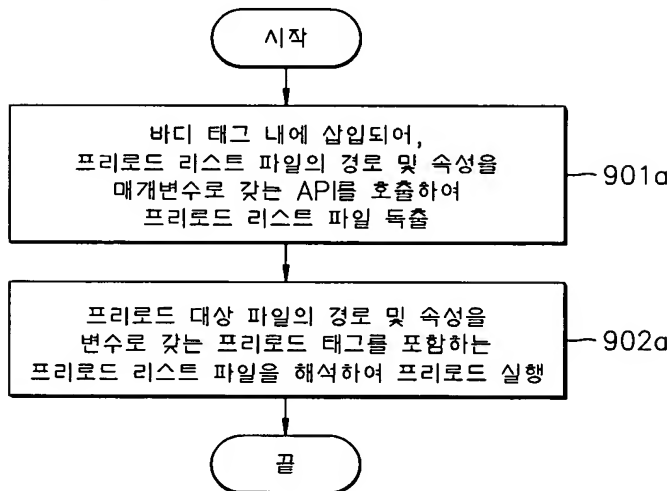 시작
바디 태그 내에 삽입되어,
프리로드 리스트 파일의 경로 및 속성을
매개변수로 갖는 API를 호출하여
프리로드 리스트 파일 독출
901a
프리로드 대상 파일의 경로 및 속성을
변수로 갖는 프리로드 태그를 포함하는
프리로드 리스트 파일을 해석하여 프리로드 실행
902a
끝